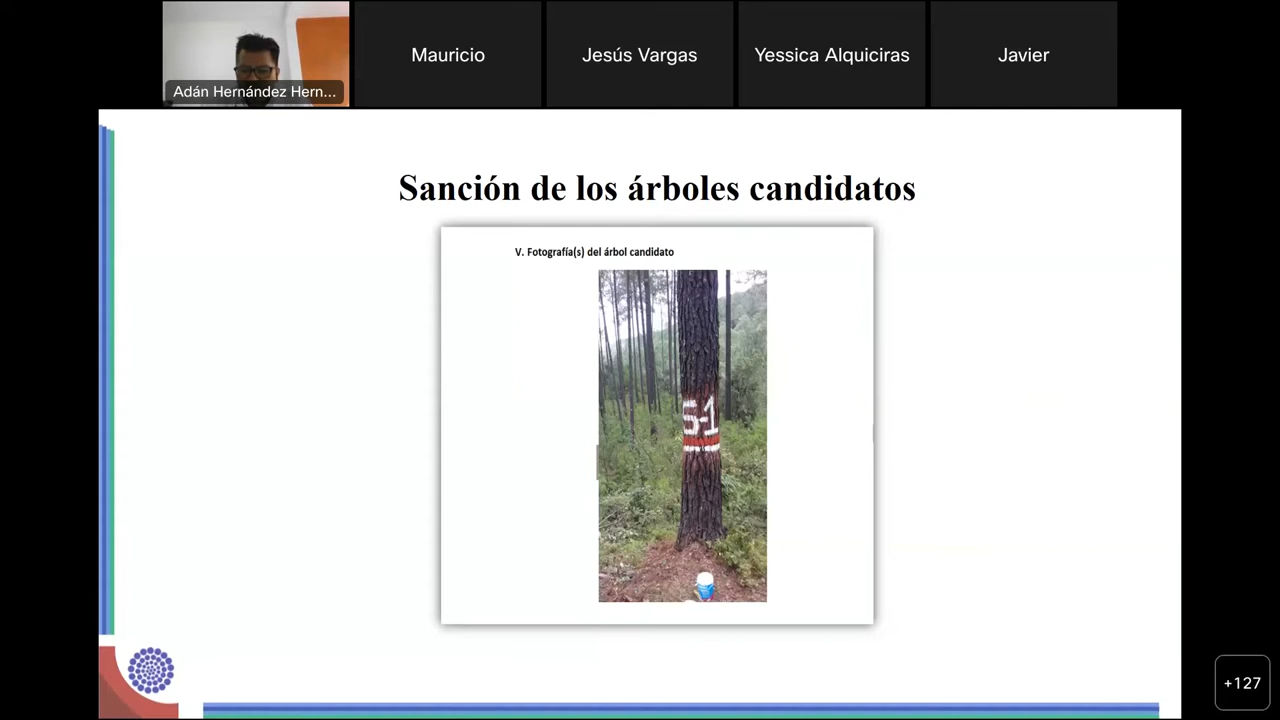 Adán Hernández Hern...
Mauricio
Jesús Vargas
Yessica Alquiciras
Javier
Sanción de los árboles candidatos
V. Fotografía(s) del árbol candidato
5-1
+127